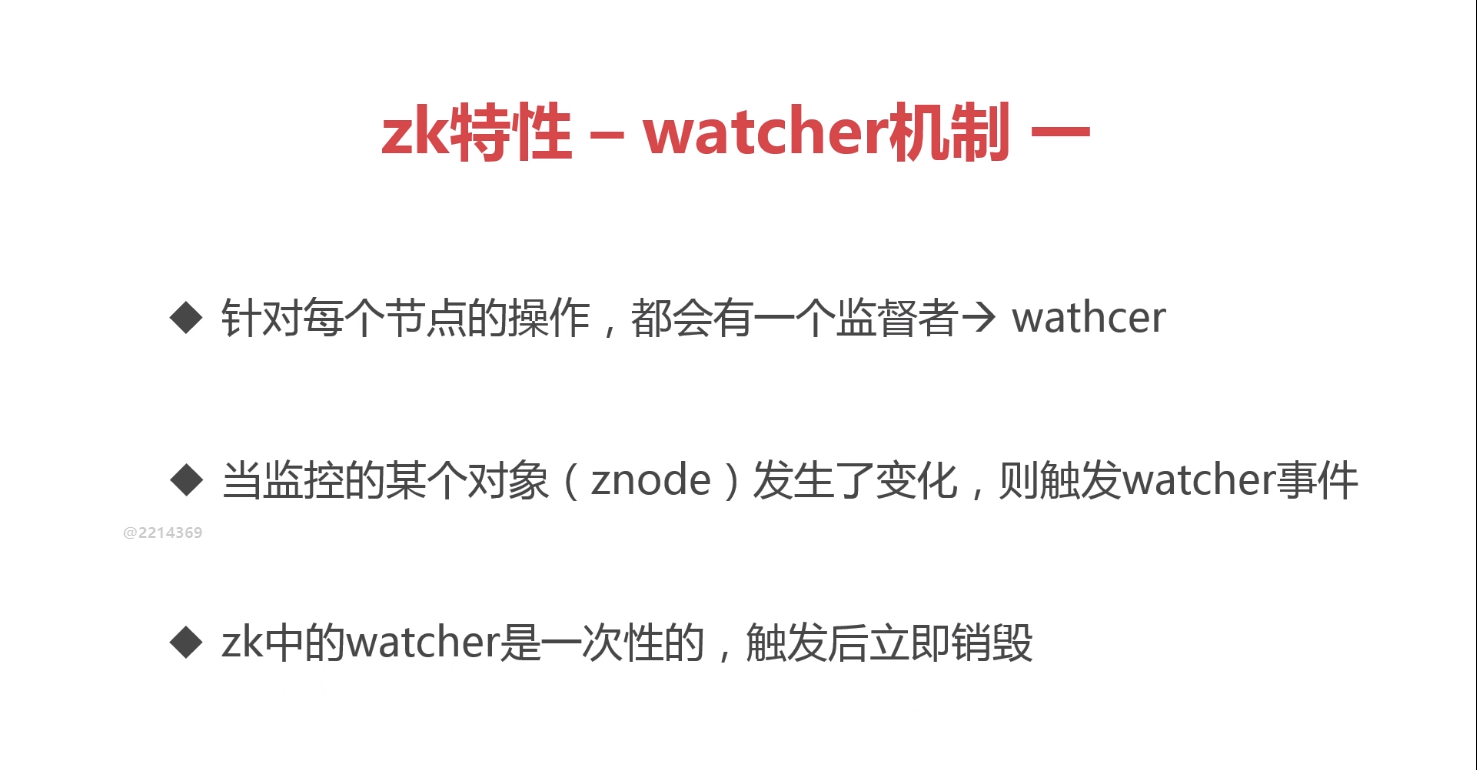 zk特性 – watcher机制 一
◆ 针对每个节点的操作，都会有一个监督者→ wathcer
◆ 当监控的某个对象（znode）发生了变化，则触发watcher事件
@2214369
◆ zk中的watcher是一次性的，触发后立即销毁